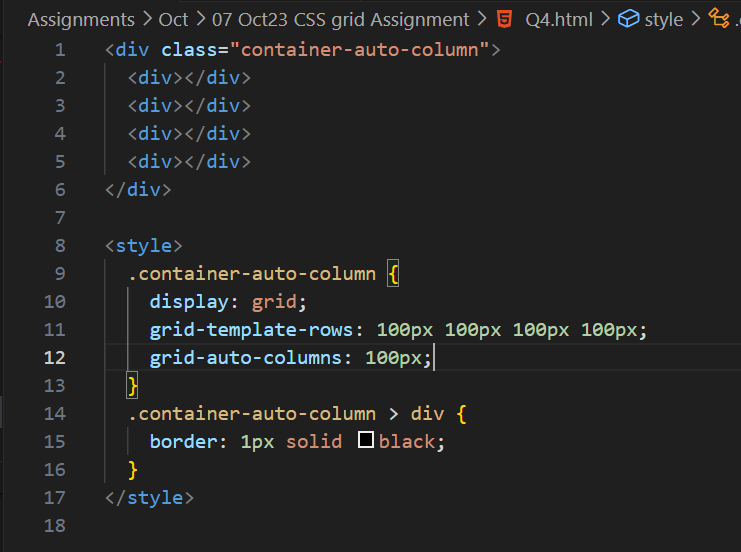 Assignments > Oct > 07 Oct23 CSS grid Assignment > Q4.html > style > .
1 <div class="container-auto-column">
2   <div></div>
3   <div></div>
4   <div></div>
5   <div></div>
6 </div>
7
8 <style>
9   .container-auto-column {
10     display: grid;
11     grid-template-rows: 100px 100px 100px 100px;
12     grid-auto-columns: 100px;
13   }
14   .container-auto-column > div {
15     border: 1px solid black;
16   }
17 </style>
18